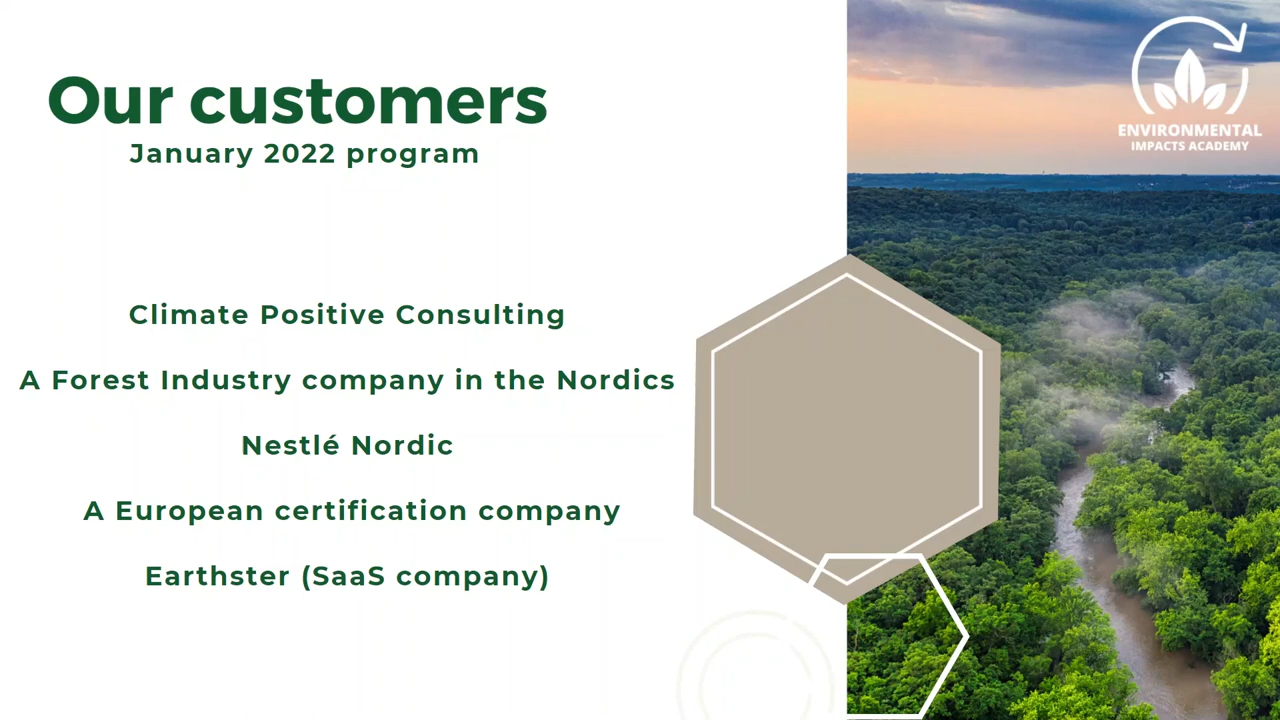 Our customers
January 2022 program
Climate Positive Consulting
A Forest Industry company in the Nordics
Nestlé Nordic
A European certification company
Earthster (SaaS company)
ENVIRONMENTAL
IMPACTS ACADEMY